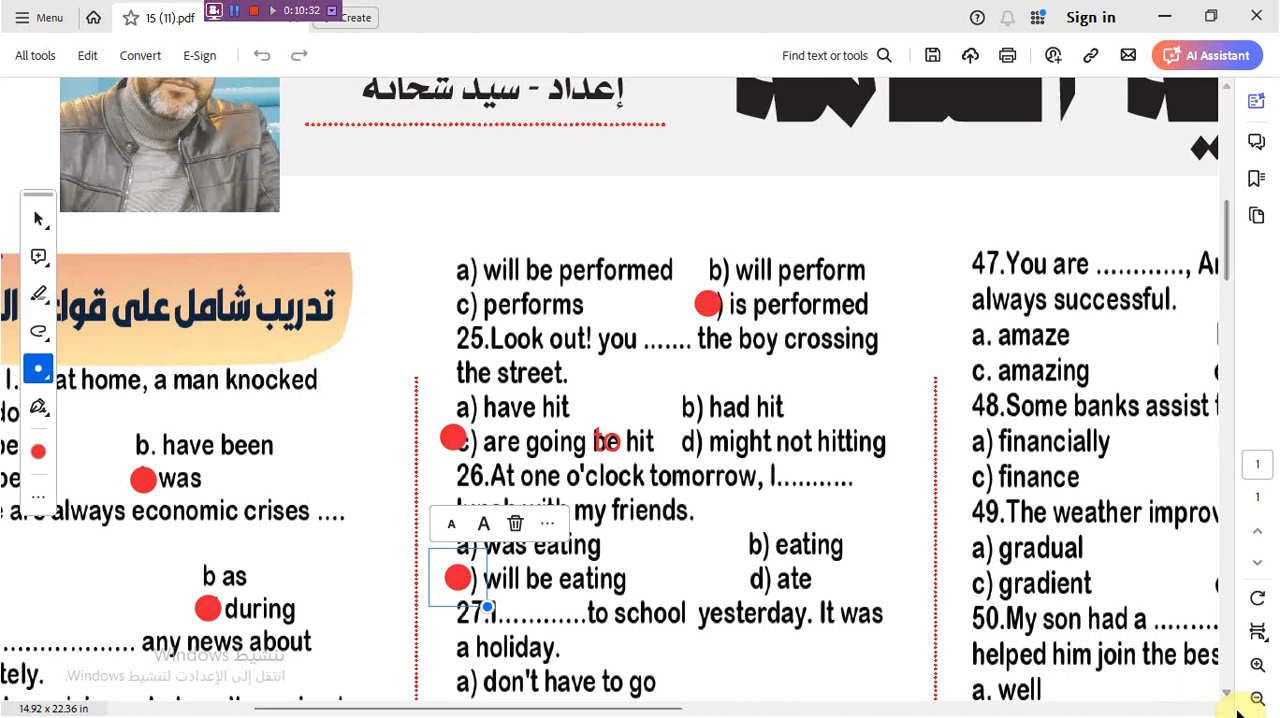 Menu
15 (11).pdf
0:10:32
Create
Sign in
All tools
Edit
Convert
E-Sign
Find text or tools
AI Assistant
إعداد - سيد شحاته
تدريب شامل على
at home, a man knocked
b. have been
was
always economic crises ....
b as
during
.................. any news about
a) will be performed b) will perform
c) performs ) is performed
25.Look out! you ....... the boy crossing
the street.
a) have hit b) had hit
) are going be hit d) might not hitting
to
26.At one o'clock tomorrow, I...........
my friends.
a) was eating b) eating
) will be eating d) ate
27.I.............to school yesterday. It was
a holiday.
a) don't have to go
47.You are .............,
always successful.
a. amaze
c. amazing
48.Some banks assist
a) financially
c) finance
49.The weather
a) gradual
c) gradient
50.My son had a ..........
helped him join the
a. well
تنشيط Windows
انتقل إلى الإعدادت لتنشيط Windows.
A A
1
1
14.92 x 22.36 in